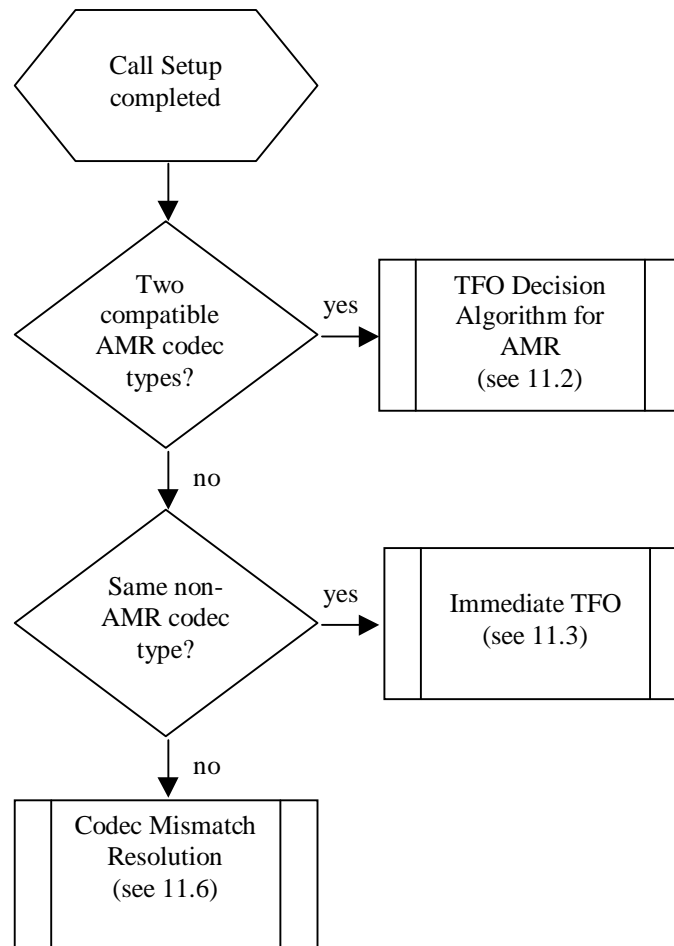 Call Setup
completed
Two
compatible
AMR codec
types?
yes
TFO Decision
Algorithm for
AMR
(see 11.2)
no
Same non-
AMR codec
type?
yes
Immediate TFO
(see 11.3)
no
Codec Mismatch
Resolution
(see 11.6)